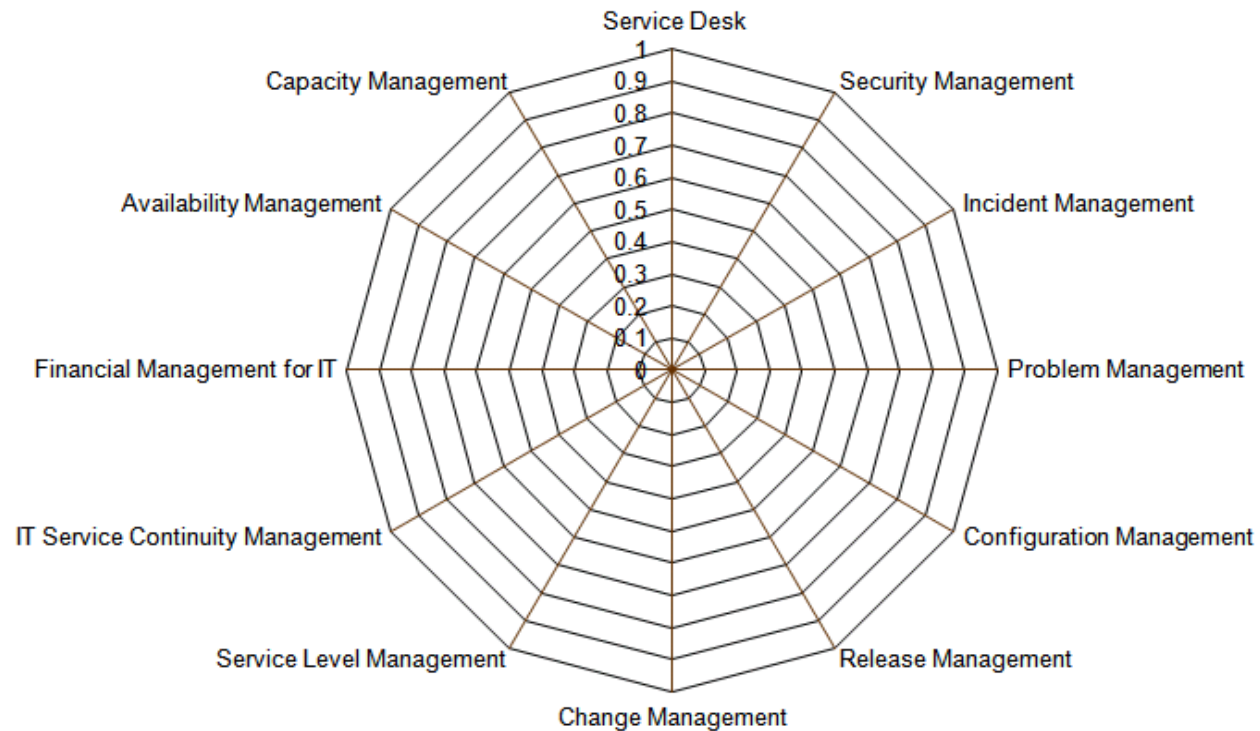 Service Desk
1
Capacity Management
Security Management
0.9
0.8
0.7
0.6
Availability Management
Incident Management
0.5
0.4
0.3
0.2
0.1
Financial Management for IT
0
Problem Management
IT Service Continuity Management
Configuration Management
Service Level Management
Release Management
Change Management